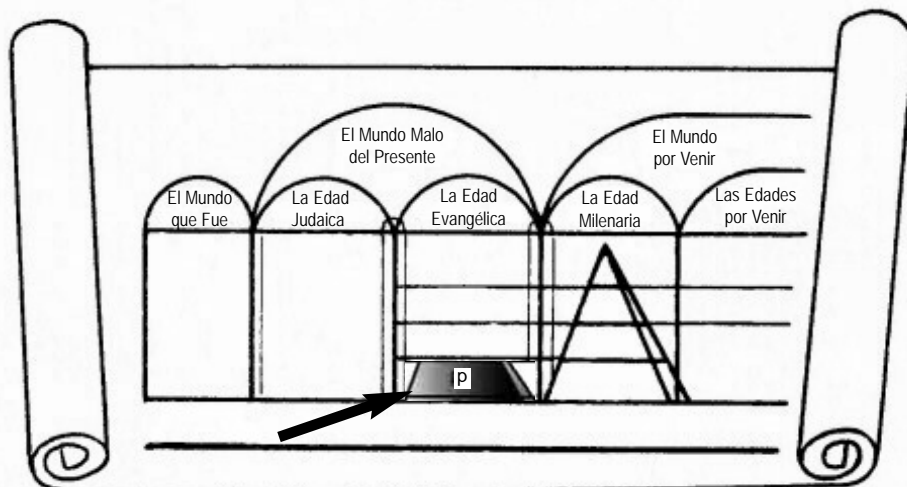 El Mundo Malo
del Presente
El Mundo
por Venir
El Mundo
que Fue
La Edad
Judaica
La Edad
Evangélica
La Edad
Milenaria
Las Edades
por Venir
p